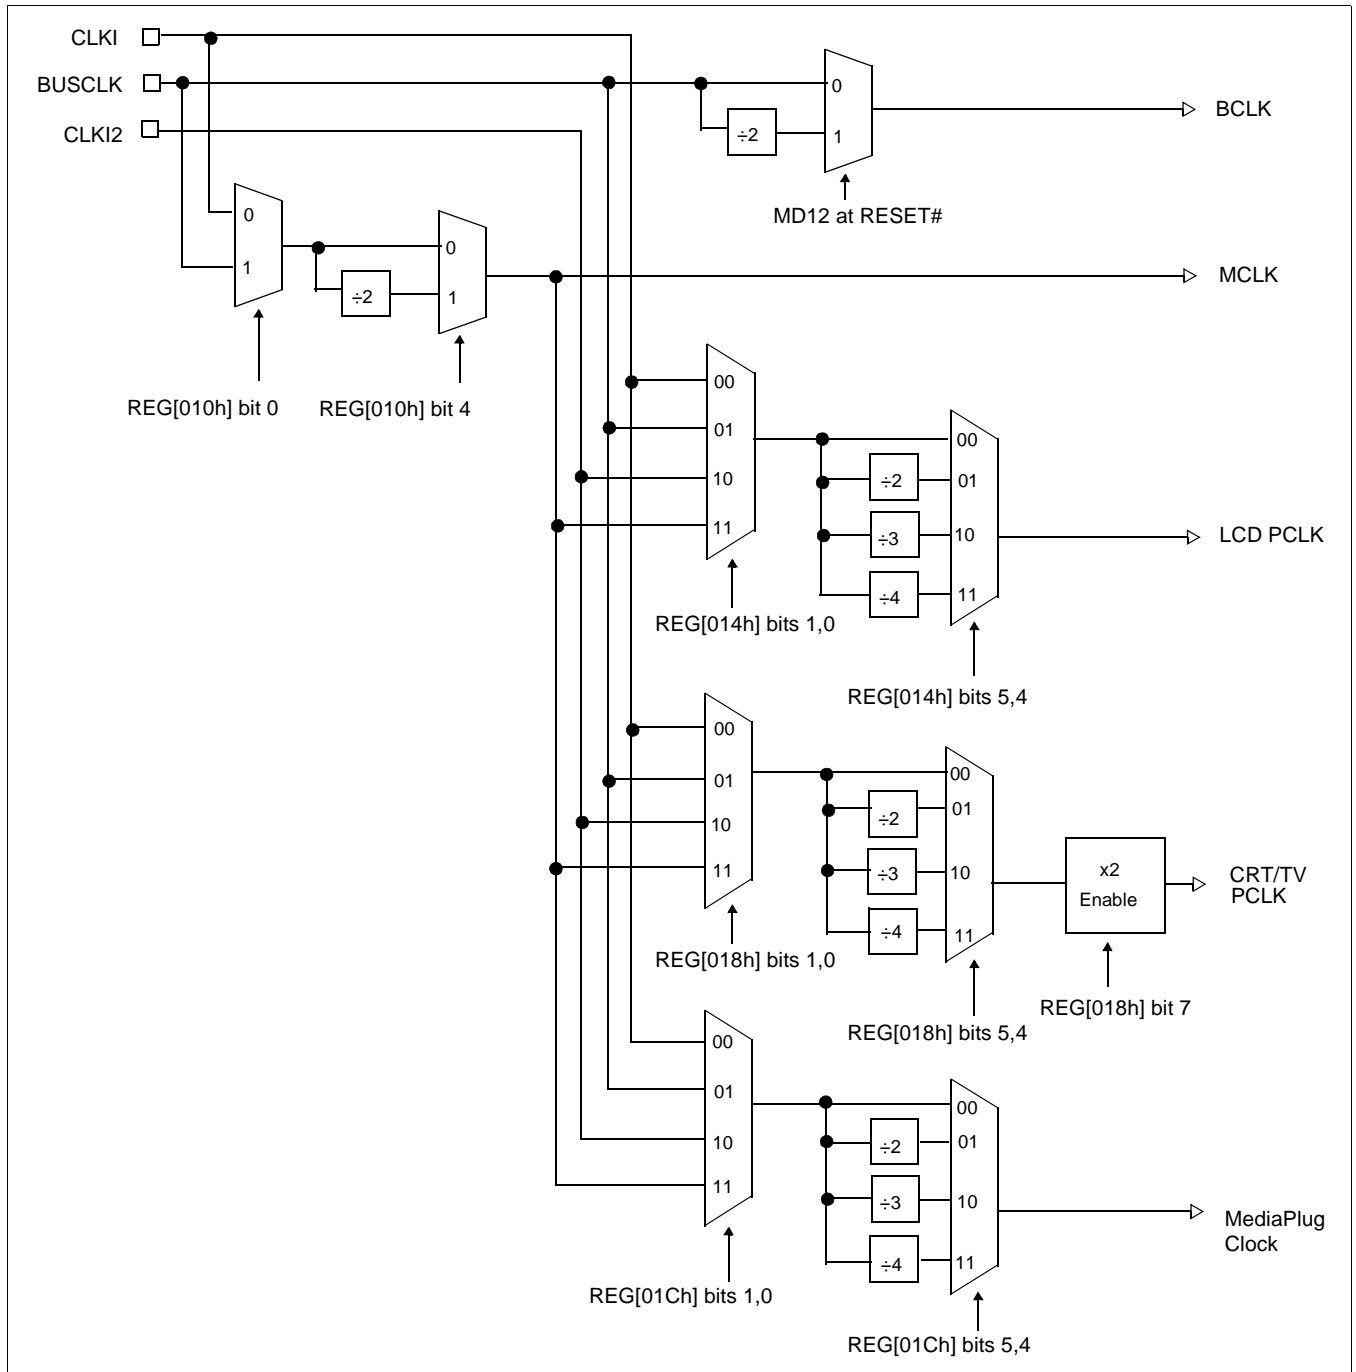 CLKI
BUSCLK
CLKI2
0
÷2
1
BCLK
MD12 at RESET#
0
1
0
÷2
1
MCLK
REG[010h] bit 0
REG[010h] bit 4
00
01
10
11
00
÷2
01
÷3
10
÷4
11
LCD PCLK
REG[014h] bits 1,0
REG[014h] bits 5,4
00
01
10
11
00
÷2
01
÷3
10
÷4
11
x2
Enable
CRT/TV
PCLK
REG[018h] bits 1,0
REG[018h] bits 5,4
REG[018h] bit 7
00
01
10
11
00
÷2
01
÷3
10
÷4
11
MediaPlug
Clock
REG[01Ch] bits 1,0
REG[01Ch] bits 5,4